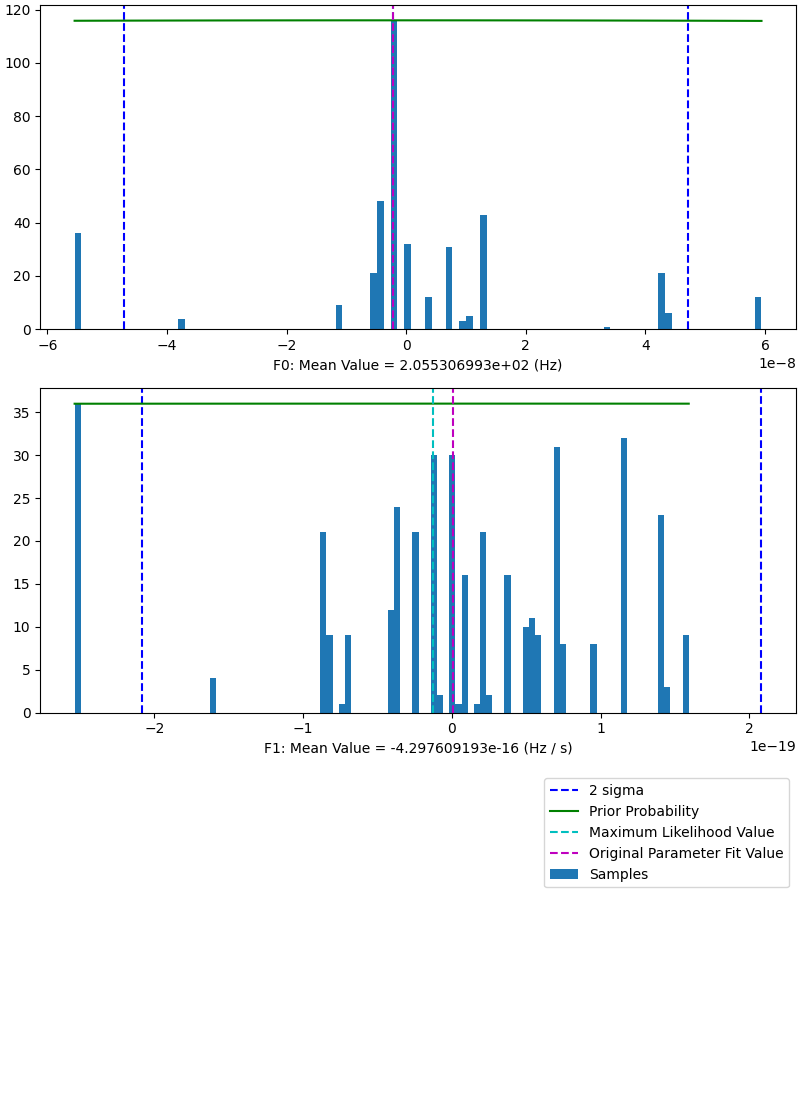 120
100
80
60
40
20
0
−6 −4 −2 0 2 4 6
1e−8
F0: Mean Value = 2.055306993e+02 (Hz)
35
30
25
20
15
10
5
0
−2 −1 0 1 2
1e−19
F1: Mean Value = -4.297609193e-16 (Hz / s)
2 sigma
Prior Probability
Maximum Likelihood Value
Original Parameter Fit Value
Samples